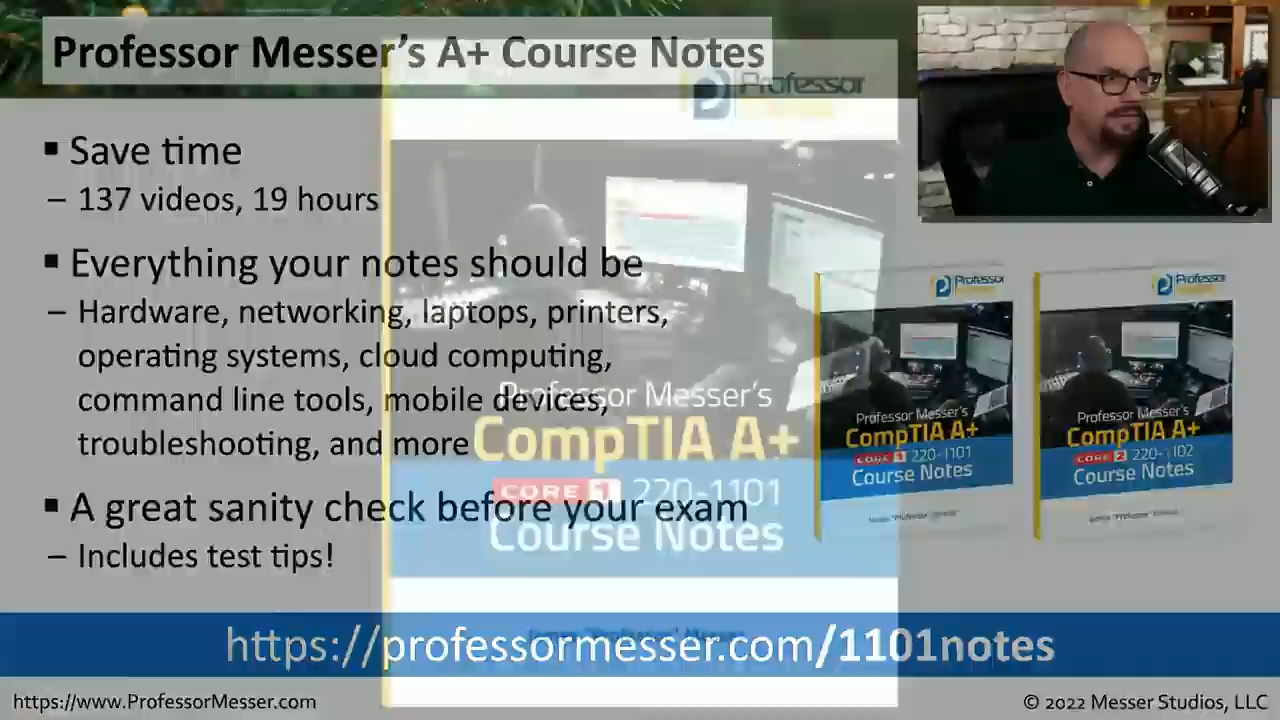 Professor Messer's A+ Course Notes
▪ Save time
– 137 videos, 19 hours
▪ Everything your notes should be
– Hardware, networking, laptops, printers,
operating systems, cloud computing,
command line tools, mobile devices,
troubleshooting, and more
▪ A great sanity check before your exam
– Includes test tips!
Professor
Professor Messer's
CompTIA A+
CORE 1 220-1101
Course Notes
Professor
Professor Messer's
CompTIA A+
CORE 1 220-1101
Course Notes
Professor
Professor Messer's
CompTIA A+
CORE 2 220-1102
Course Notes
https://professormesser.com/1101notes
https://www.ProfessorMesser.com
© 2022 Messer Studios, LLC